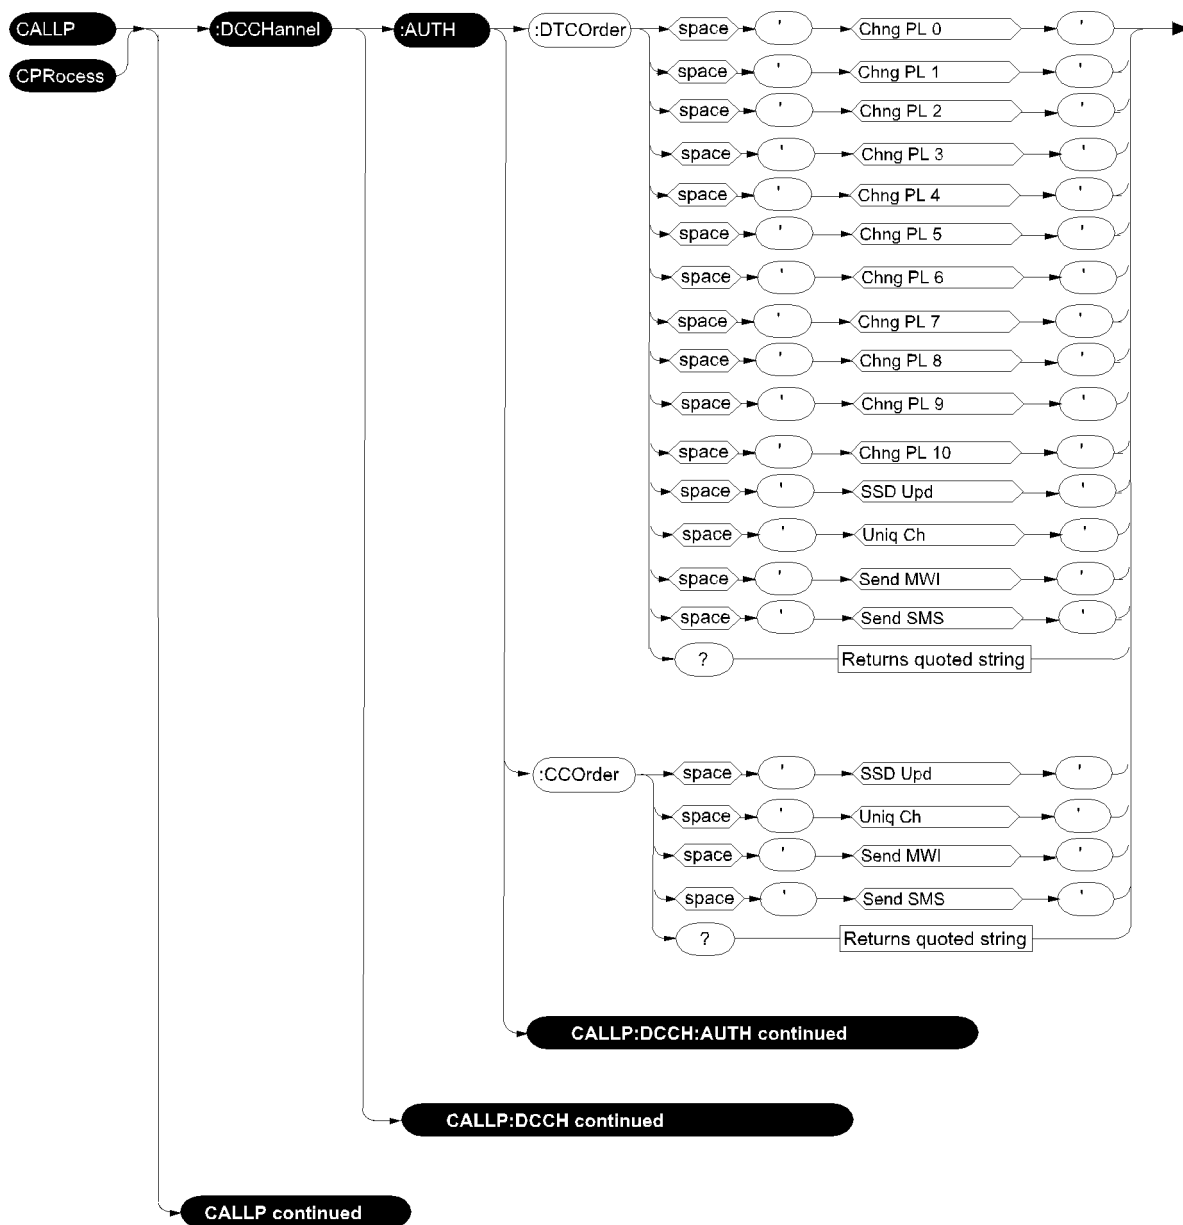 CALLP :DCCHannel :AUTH :DTCOrder space ' Chng PL 0 '
CPRocess
space ' Chng PL 1 '
space ' Chng PL 2 '
space ' Chng PL 3 '
space ' Chng PL 4 '
space ' Chng PL 5 '
space ' Chng PL 6 '
space ' Chng PL 7 '
space ' Chng PL 8 '
space ' Chng PL 9 '
space ' Chng PL 10 '
space ' SSD Upd '
space ' Uniq Ch '
space ' Send MWI '
space ' Send SMS '
? Returns quoted string
:CCOrder space ' SSD Upd '
space ' Uniq Ch '
space ' Send MWI '
space ' Send SMS '
? Returns quoted string
CALLP:DCCH:AUTH continued
CALLP:DCCH continued
CALLP continued